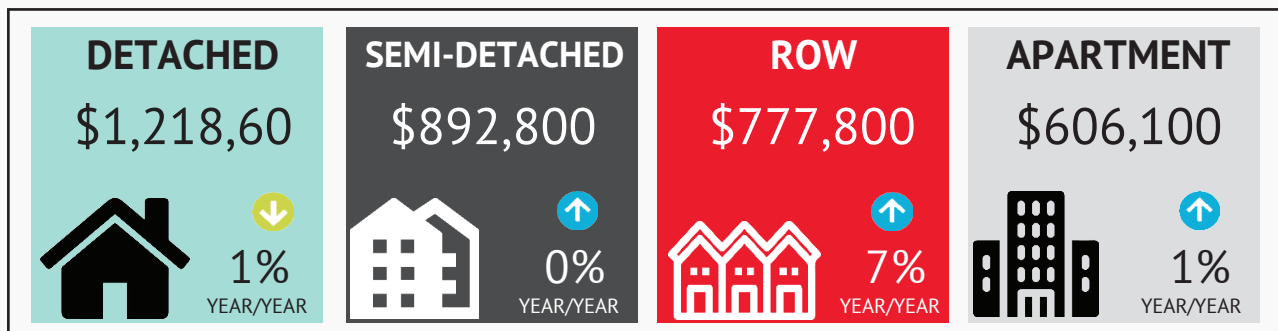 DETACHED
$1,218,60
1%
YEAR/YEAR
SEMI-DETACHED
$892,800
0%
YEAR/YEAR
ROW
$777,800
7%
YEAR/YEAR
APARTMENT
$606,100
1%
YEAR/YEAR